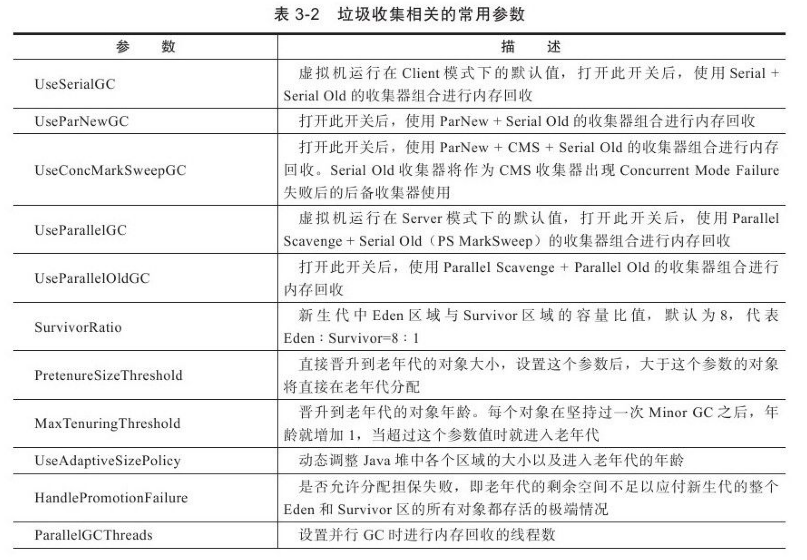 表 3-2 垃圾收集相关的常用参数
参 数 描 述
UseSerialGC
虚拟机运行在 Client 模式下的默认值，打开此开关后，使用 Serial +
Serial Old 的收集器组合进行内存回收
UseParNewGC
打开此开关后，使用 ParNew + Serial Old 的收集器组合进行内存回收
UseConcMarkSweepGC
打开此开关后，使用 ParNew + CMS + Serial Old 的收集器组合进行内存
回收。Serial Old 收集器将作为 CMS 收集器出现 Concurrent Mode Failure
失败后的后备收集器使用
UseParallelGC
虚拟机运行在 Server 模式下的默认值，打开此开关后，使用 Parallel
Scavenge + Serial Old（PS MarkSweep）的收集器组合进行内存回收
UseParallelOldGC
打开此开关后，使用 Parallel Scavenge + Parallel Old 的收集器组合进行
内存回收
SurvivorRatio
新生代中 Eden 区域与 Survivor 区域的容量比值，默认为 8，代表
Eden：Survivor=8：1
PretenureSizeThreshold
直接晋升到老年代的对象大小，设置这个参数后，大于这个参数的对象
将直接在老年代分配
MaxTenuringThreshold
晋升到老年代的对象年龄。每个对象在坚持过一次 Minor GC 之后，年
龄就增加 1，当超过这个参数值时就进入老年代
UseAdaptiveSizePolicy
动态调整 Java 堆中各个区域的大小以及进入老年代的年龄
HandlePromotionFailure
是否允许分配担保失败，即老年代的剩余空间不足以应付新生代的整个
Eden 和 Survivor 区的所有对象都存活的极端情况
ParallelGCThreads
设置并行 GC 时进行内存回收的线程数